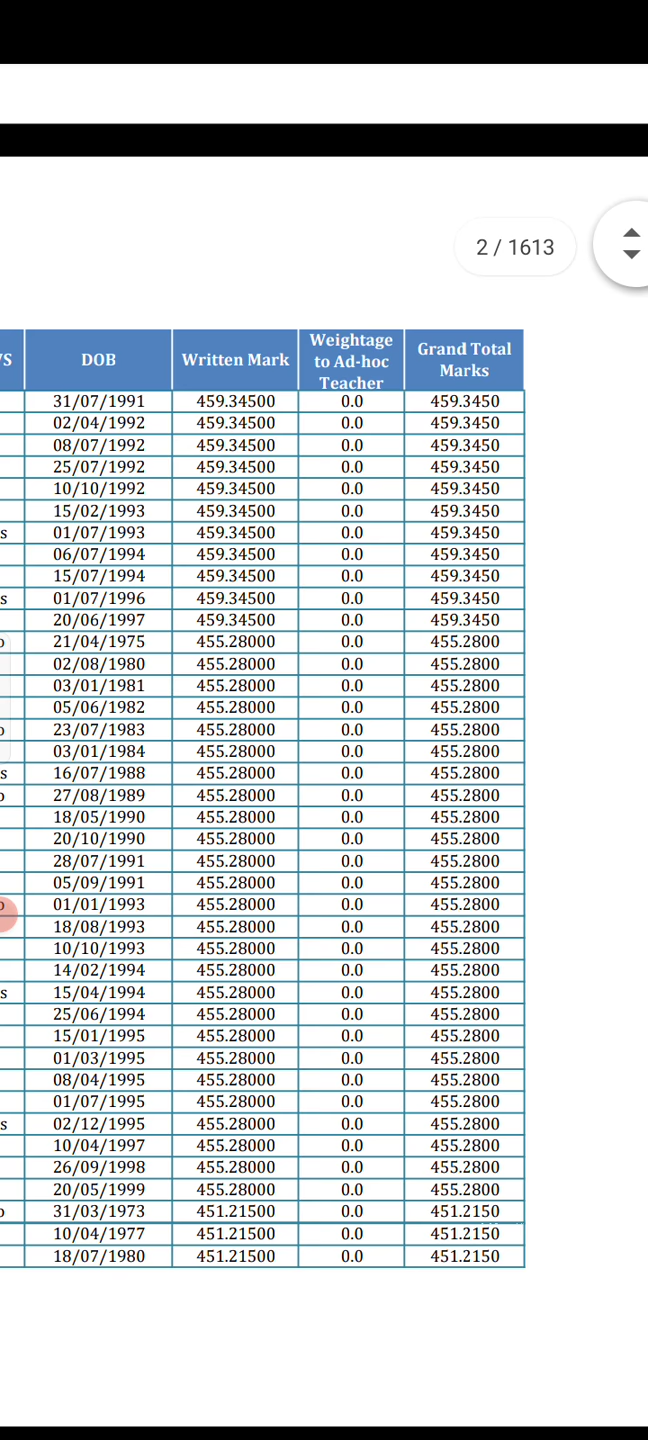 2 / 1613
VS DOB Written Mark Weightage to Ad-hoc Teacher Grand Total Marks
31/07/1991 459.34500 0.0 459.3450
02/04/1992 459.34500 0.0 459.3450
08/07/1992 459.34500 0.0 459.3450
25/07/1992 459.34500 0.0 459.3450
10/10/1992 459.34500 0.0 459.3450
15/02/1993 459.34500 0.0 459.3450
s 01/07/1993 459.34500 0.0 459.3450
06/07/1994 459.34500 0.0 459.3450
15/07/1994 459.34500 0.0 459.3450
s 01/07/1996 459.34500 0.0 459.3450
20/06/1997 459.34500 0.0 459.3450
o 21/04/1975 455.28000 0.0 455.2800
02/08/1980 455.28000 0.0 455.2800
03/01/1981 455.28000 0.0 455.2800
05/06/1982 455.28000 0.0 455.2800
o 23/07/1983 455.28000 0.0 455.2800
03/01/1984 455.28000 0.0 455.2800
s 16/07/1988 455.28000 0.0 455.2800
o 27/08/1989 455.28000 0.0 455.2800
18/05/1990 455.28000 0.0 455.2800
20/10/1990 455.28000 0.0 455.2800
28/07/1991 455.28000 0.0 455.2800
05/09/1991 455.28000 0.0 455.2800
o 01/01/1993 455.28000 0.0 455.2800
18/08/1993 455.28000 0.0 455.2800
10/10/1993 455.28000 0.0 455.2800
14/02/1994 455.28000 0.0 455.2800
s 15/04/1994 455.28000 0.0 455.2800
25/06/1994 455.28000 0.0 455.2800
15/01/1995 455.28000 0.0 455.2800
01/03/1995 455.28000 0.0 455.2800
08/04/1995 455.28000 0.0 455.2800
01/07/1995 455.28000 0.0 455.2800
s 02/12/1995 455.28000 0.0 455.2800
10/04/1997 455.28000 0.0 455.2800
26/09/1998 455.28000 0.0 455.2800
20/05/1999 455.28000 0.0 455.2800
o 31/03/1973 451.21500 0.0 451.2150
10/04/1977 451.21500 0.0 451.2150
18/07/1980 451.21500 0.0 451.2150